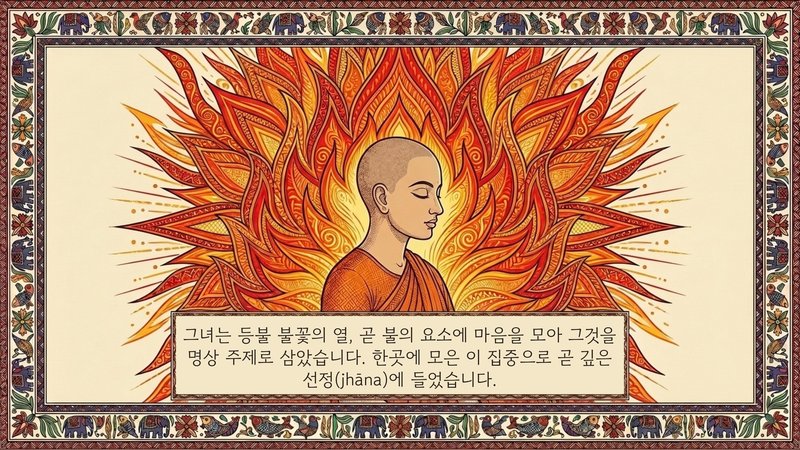 그녀는 등불 불꽃의 열, 곧 불의 요소에 마음을 모아 그것을
명상 주제로 삼았습니다. 한곳에 모은 이 집중으로 곧 깊은
선정(jhāna)에 들었습니다.